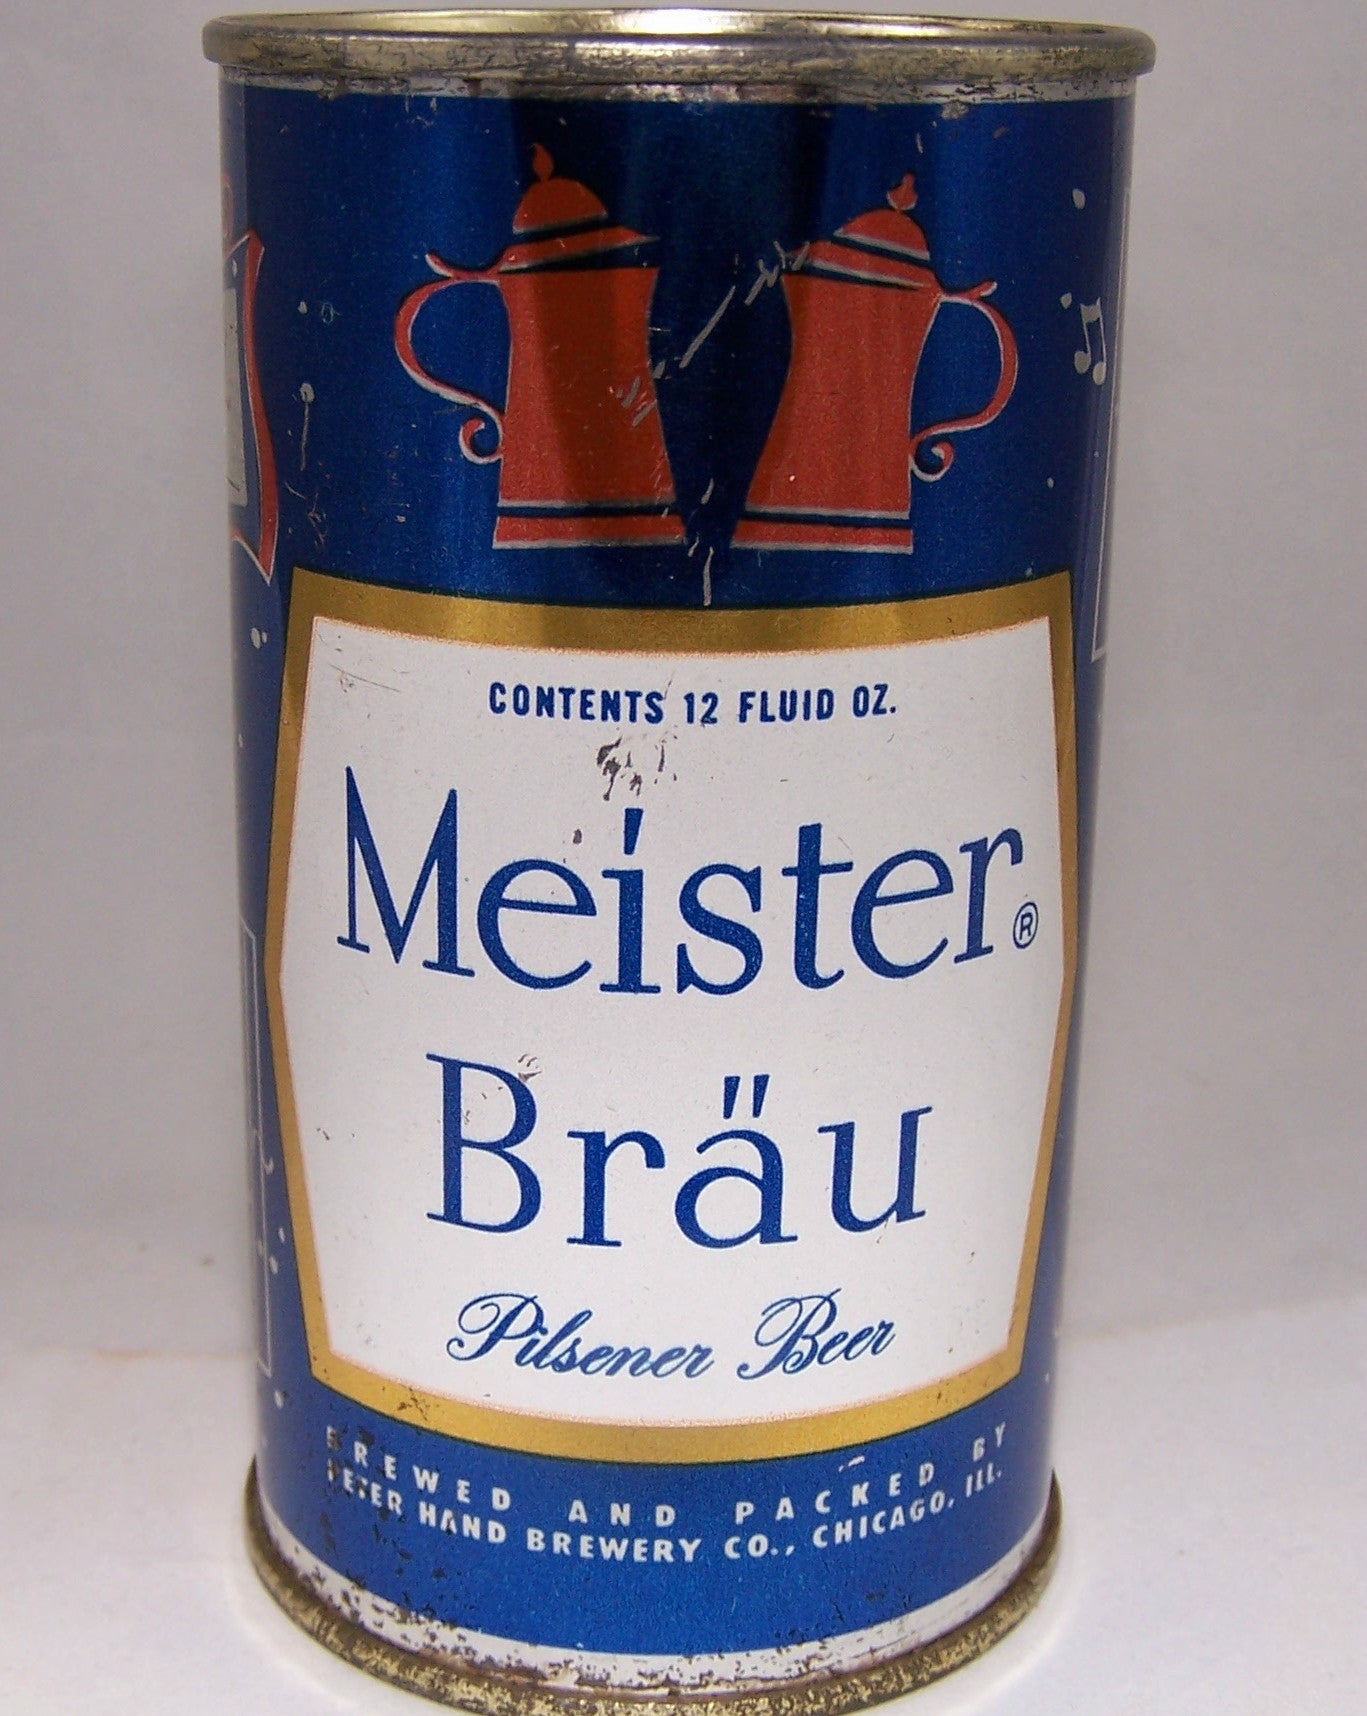 CONTENTS 12 FLUID OZ.
Meister®
Bräu
Pilsener Beer
BREWED AND PACKED BY
PETER HAND BREWERY CO., CHICAGO, ILL.